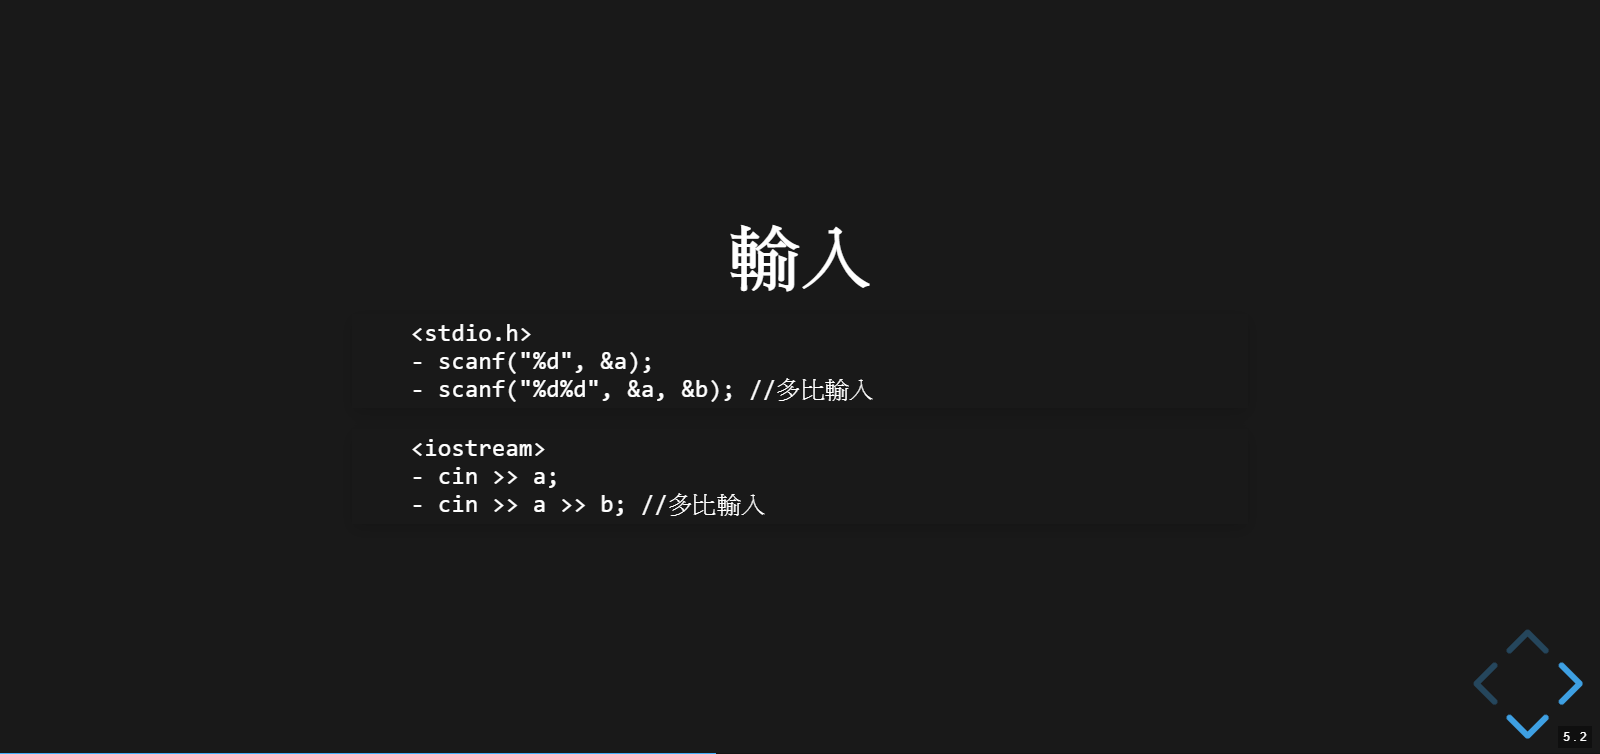 輸入
<stdio.h>
- scanf("%d", &a);
- scanf("%d%d", &a, &b); //多比輸入
<iostream>
- cin >> a;
- cin >> a >> b; //多比輸入
5.2